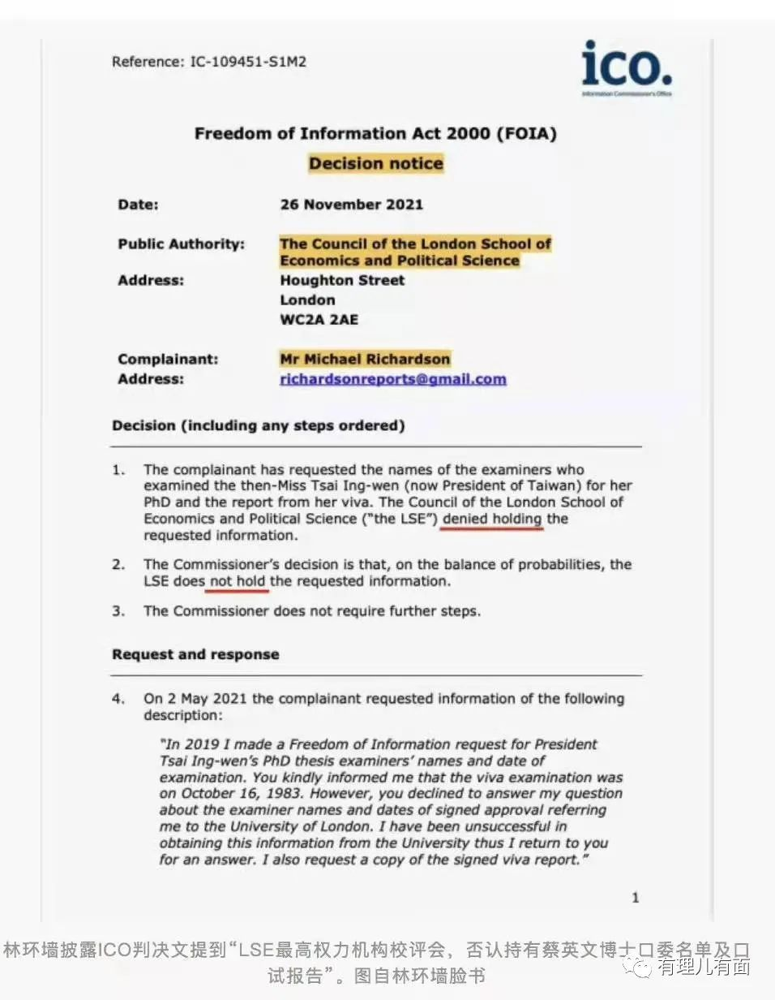 Reference: IC-109451-S1M2
ico.
Information Commissioner's Office
Freedom of Information Act 2000 (FOIA)
Decision notice
Date: 26 November 2021
Public Authority: The Council of the London School of
Economics and Political Science
Address: Houghton Street
London
WC2A 2AE
Complainant: Mr Michael Richardson
Address: richardsonreports@gmail.com
Decision (including any steps ordered)
1. The complainant has requested the names of the examiners who
examined the then-Miss Tsai Ing-wen (now President of Taiwan) for her
PhD and the report from her viva. The Council of the London School of
Economics and Political Science ("the LSE") denied holding the
requested information.
2. The Commissioner's decision is that, on the balance of probabilities, the
LSE does not hold the requested information.
3. The Commissioner does not require further steps.
Request and response
4. On 2 May 2021 the complainant requested information of the following
description:
"In 2019 I made a Freedom of Information request for President
Tsai Ing-wen's PhD thesis examiners' names and date of
examination. You kindly informed me that the viva examination was
on October 16, 1983. However, you declined to answer my question
about the examiner names and dates of signed approval referring
me to the University of London. I have been unsuccessful in
obtaining this information from the University thus I return to you
for an answer. I also request a copy of the signed viva report."
1
林环墙披露ICO判决文提到“LSE最高权力机构校评会，否认持有蔡英文博士口委名单及口
试报告”。图自林环墙脸书
有理儿有面